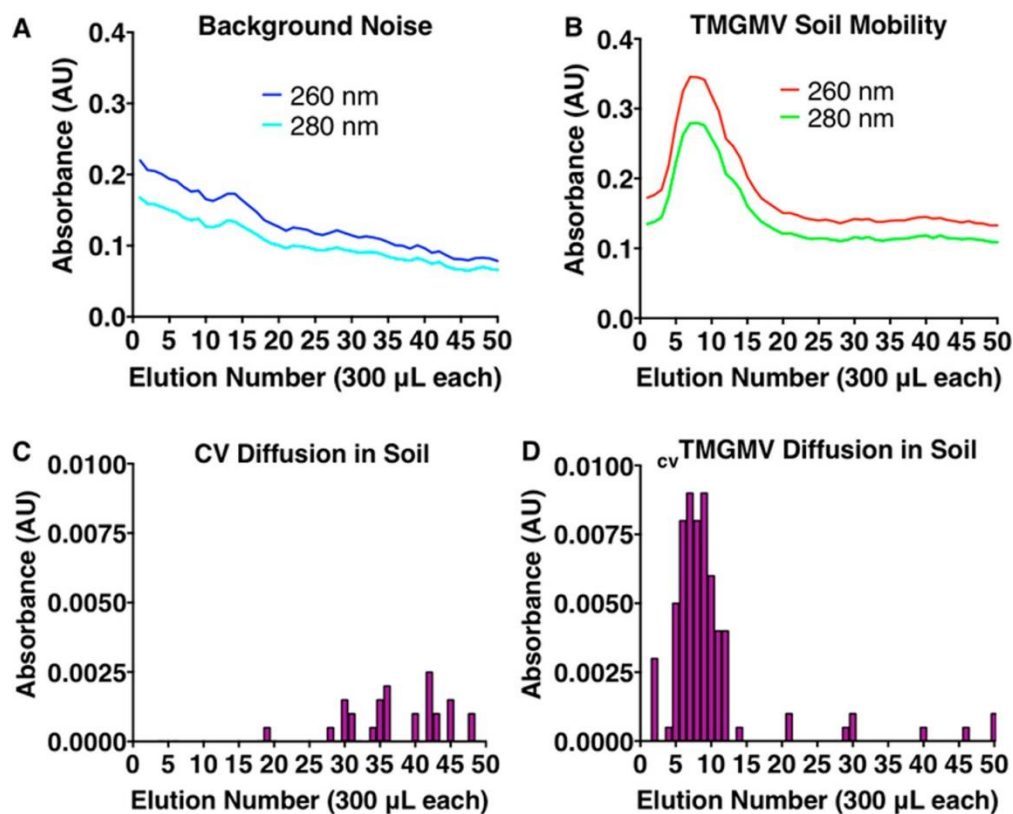 A
Background Noise
0.4
0.3
0.2
0.1
0.0
Absorbance (AU)
260 nm
280 nm
0 5 10 15 20 25 30 35 40 45 50
Elution Number (300 µL each)
B
TMGMV Soil Mobility
0.4
0.3
0.2
0.1
0.0
Absorbance (AU)
260 nm
280 nm
0 5 10 15 20 25 30 35 40 45 50
Elution Number (300 µL each)
C
CV Diffusion in Soil
0.0100
0.0075
0.0050
0.0025
0.0000
Absorbance (AU)
0 5 10 15 20 25 30 35 40 45 50
Elution Number (300 µL each)
D
cvTMGMV Diffusion in Soil
0.0100
0.0075
0.0050
0.0025
0.0000
Absorbance (AU)
0 5 10 15 20 25 30 35 40 45 50
Elution Number (300 µL each)